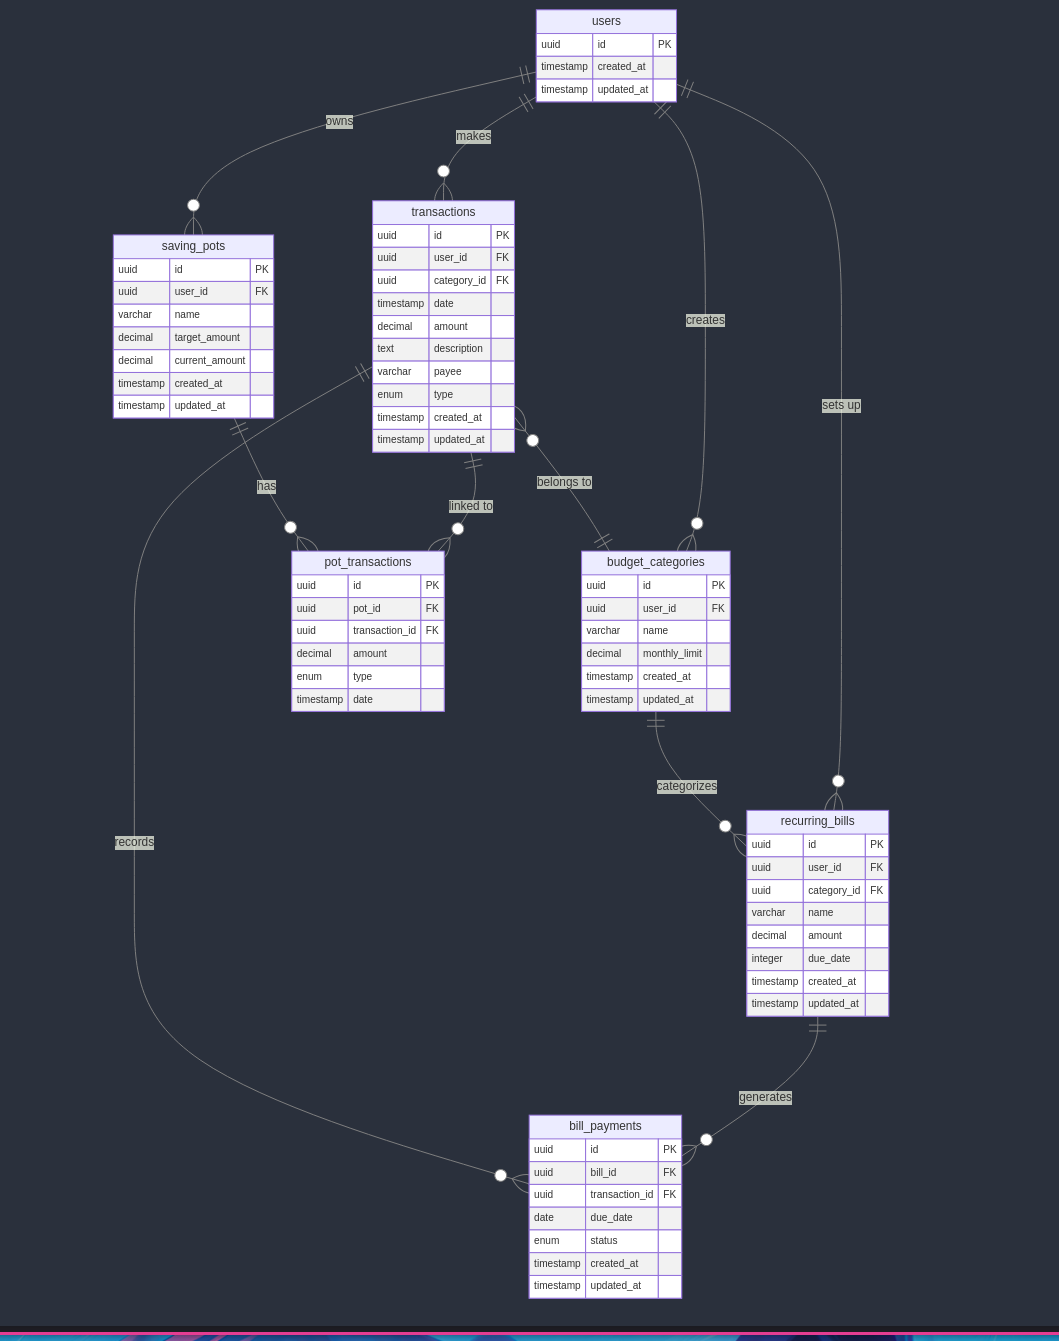 users
uuid id PK
timestamp created_at
timestamp updated_at
owns
makes
creates
sets up
saving_pots
uuid id PK
uuid user_id FK
varchar name
decimal target_amount
decimal current_amount
timestamp created_at
timestamp updated_at
transactions
uuid id PK
uuid user_id FK
uuid category_id FK
timestamp date
decimal amount
text description
varchar payee
enum type
timestamp created_at
timestamp updated_at
has
linked to
belongs to
pot_transactions
uuid id PK
uuid pot_id FK
uuid transaction_id FK
decimal amount
enum type
timestamp date
budget_categories
uuid id PK
uuid user_id FK
varchar name
decimal monthly_limit
timestamp created_at
timestamp updated_at
categorizes
records
recurring_bills
uuid id PK
uuid user_id FK
uuid category_id FK
varchar name
decimal amount
integer due_date
timestamp created_at
timestamp updated_at
generates
bill_payments
uuid id PK
uuid bill_id FK
uuid transaction_id FK
date due_date
enum status
timestamp created_at
timestamp updated_at